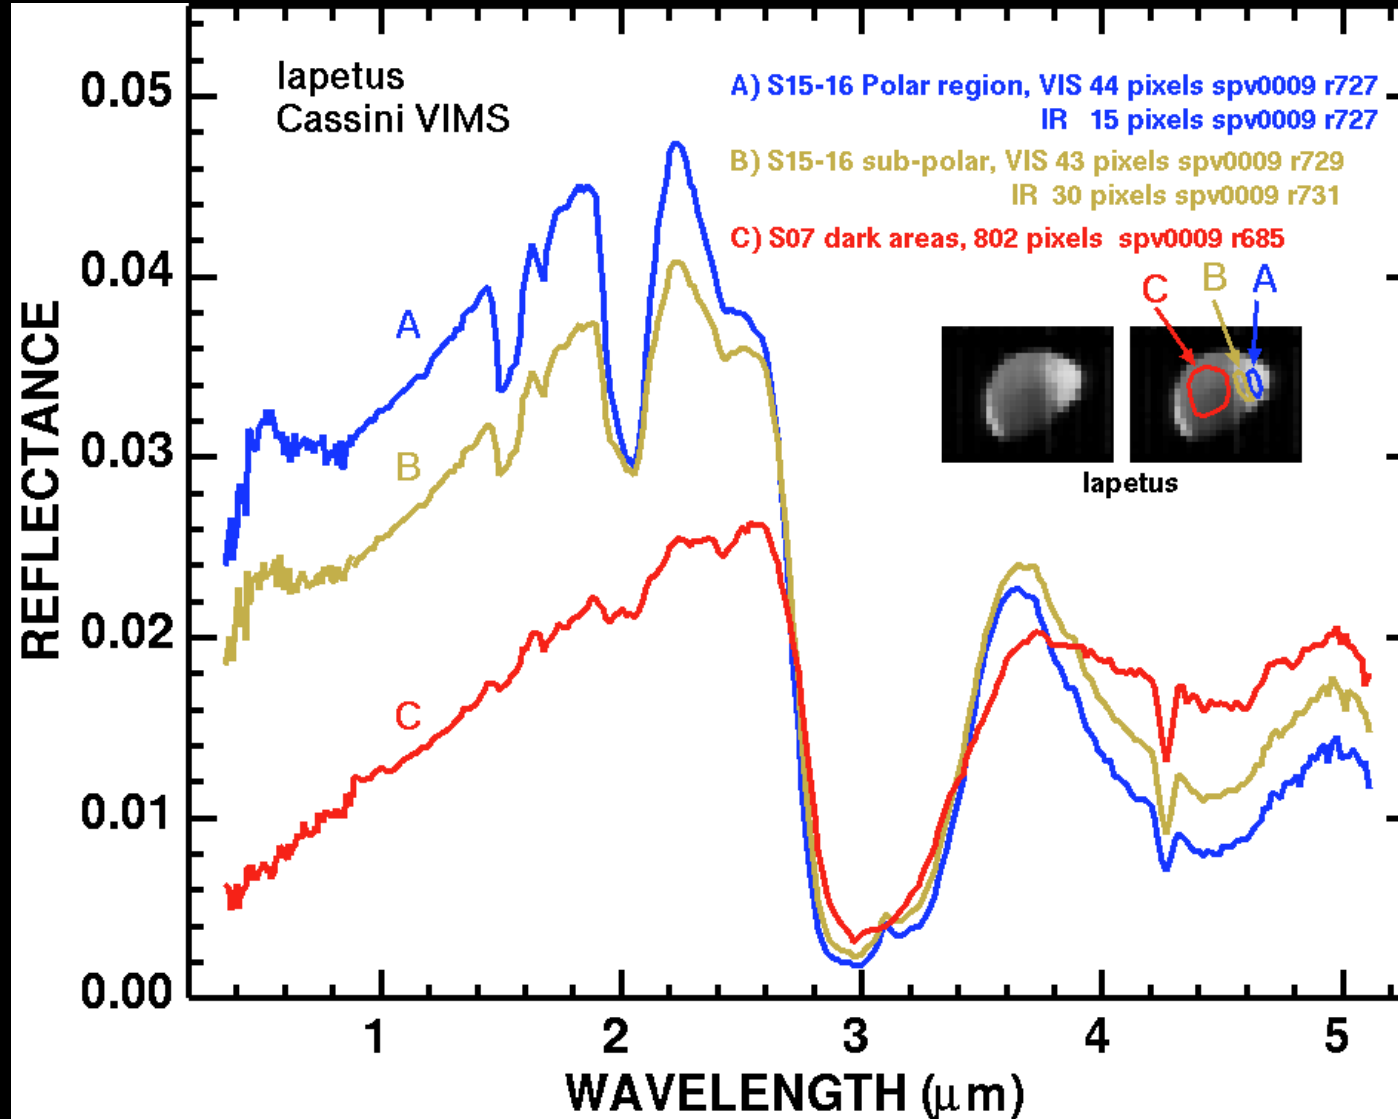 Iapetus
Cassini VIMS
A) S15-16 Polar region, VIS 44 pixels spv0009 r727
IR 15 pixels spv0009 r727
B) S15-16 sub-polar, VIS 43 pixels spv0009 r729
IR 30 pixels spv0009 r731
C) S07 dark areas, 802 pixels spv0009 r685
C B A
Iapetus
A
B
C
REFLECTANCE
0.05
0.04
0.03
0.02
0.01
0.00
1 2 3 4 5
WAVELENGTH (μm)